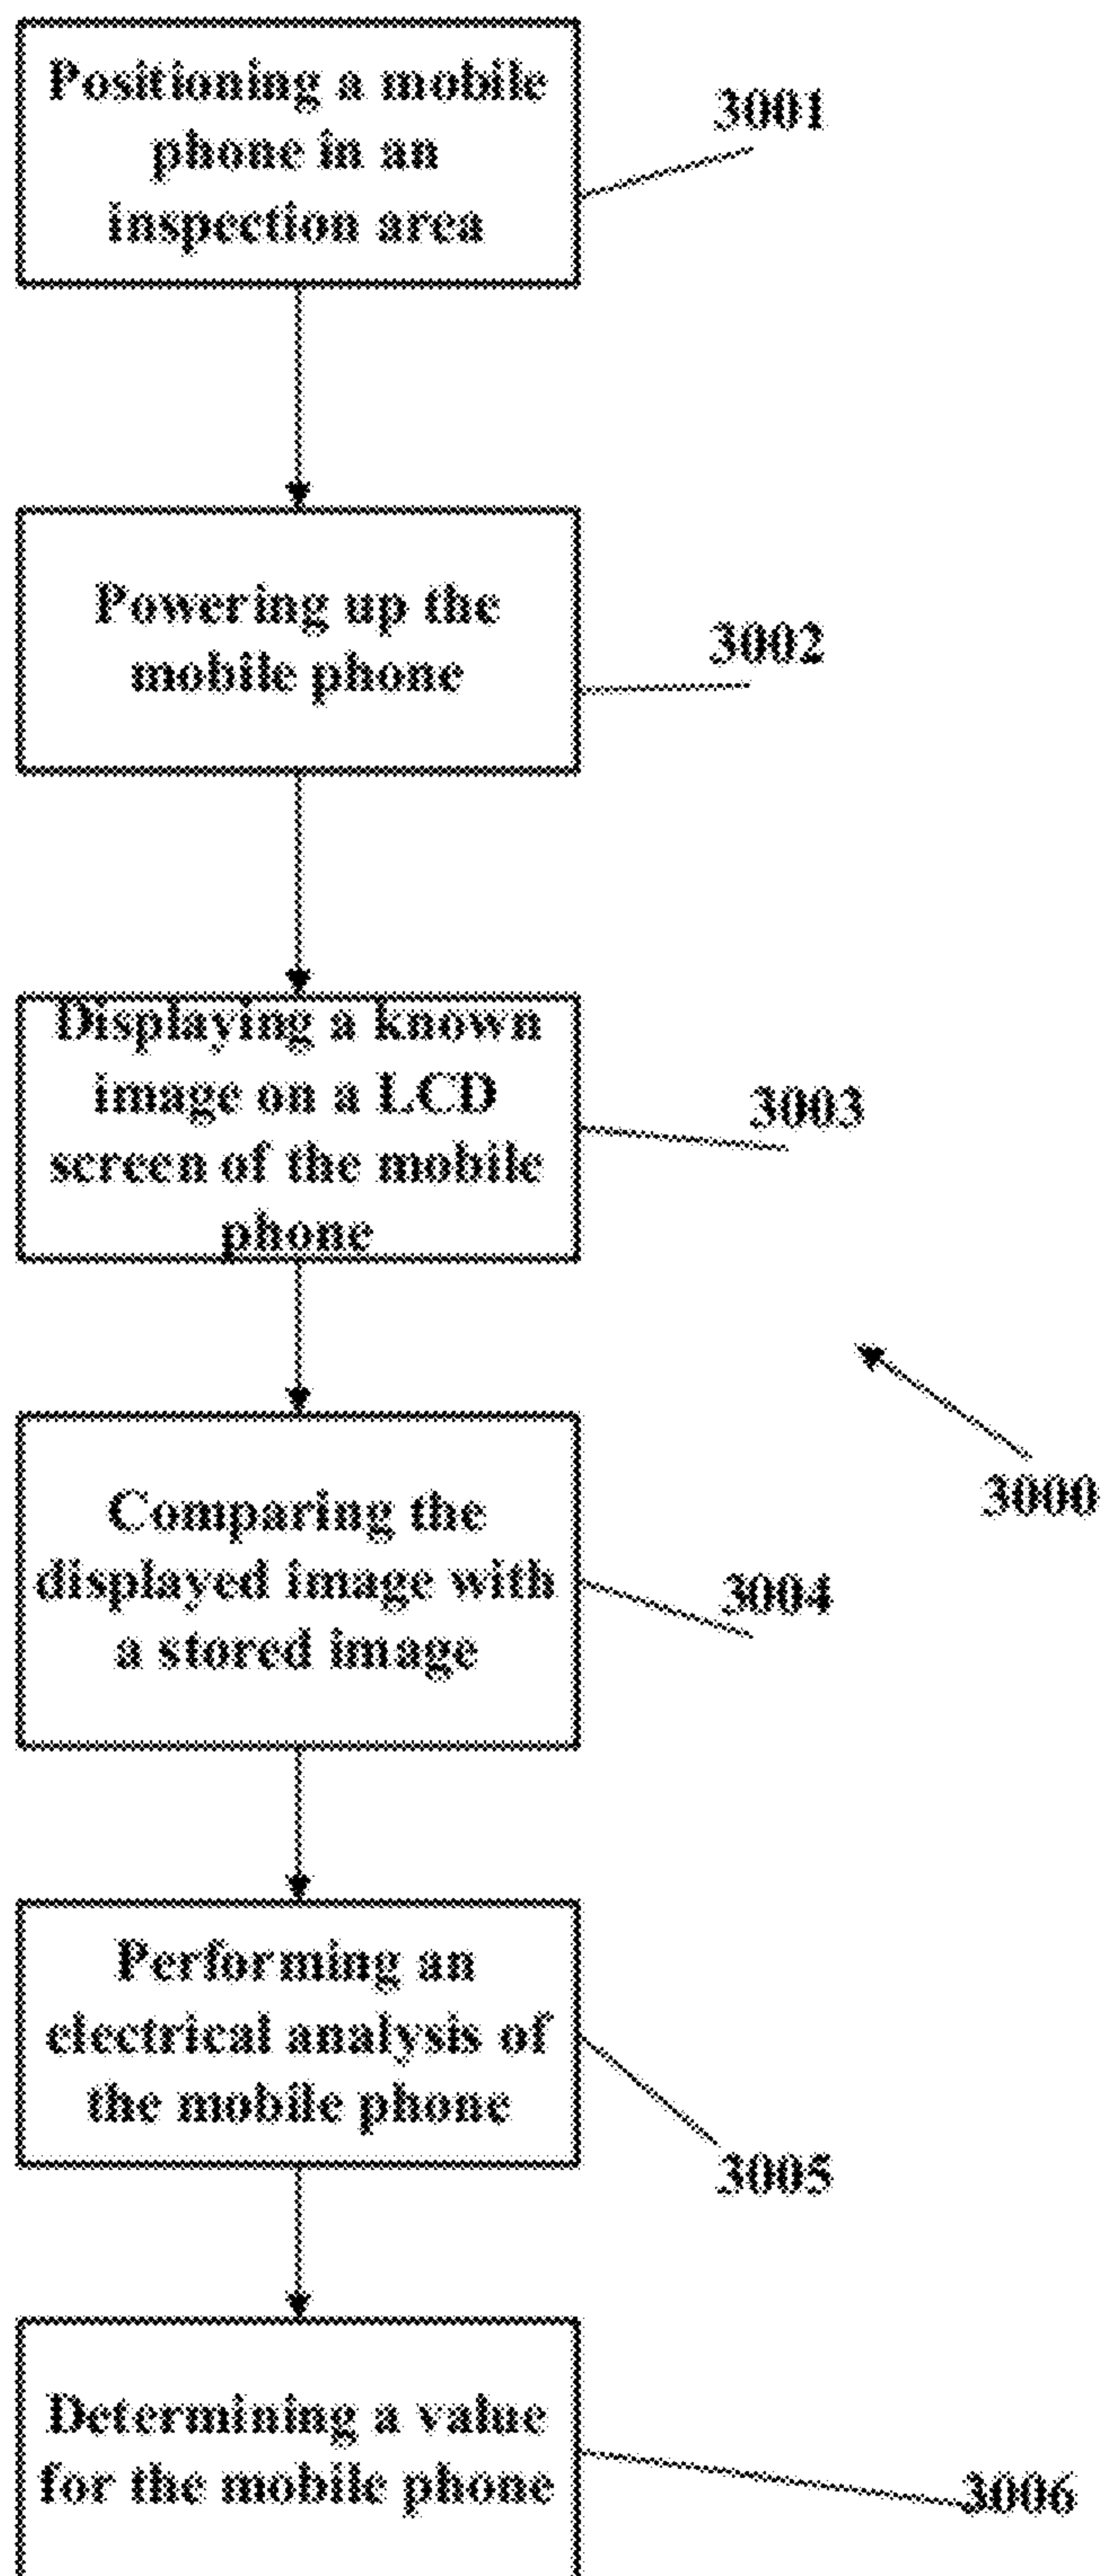 Positioning a mobile
phone in an
inspection area
3001
Powering up the
mobile phone
3002
Displaying a known
image on a LCD
screen of the mobile
phone
3003
3000
Comparing the
displayed image with
a stored image
3004
Performing an
electrical analysis of
the mobile phone
3005
Determining a value
for the mobile phone
3006